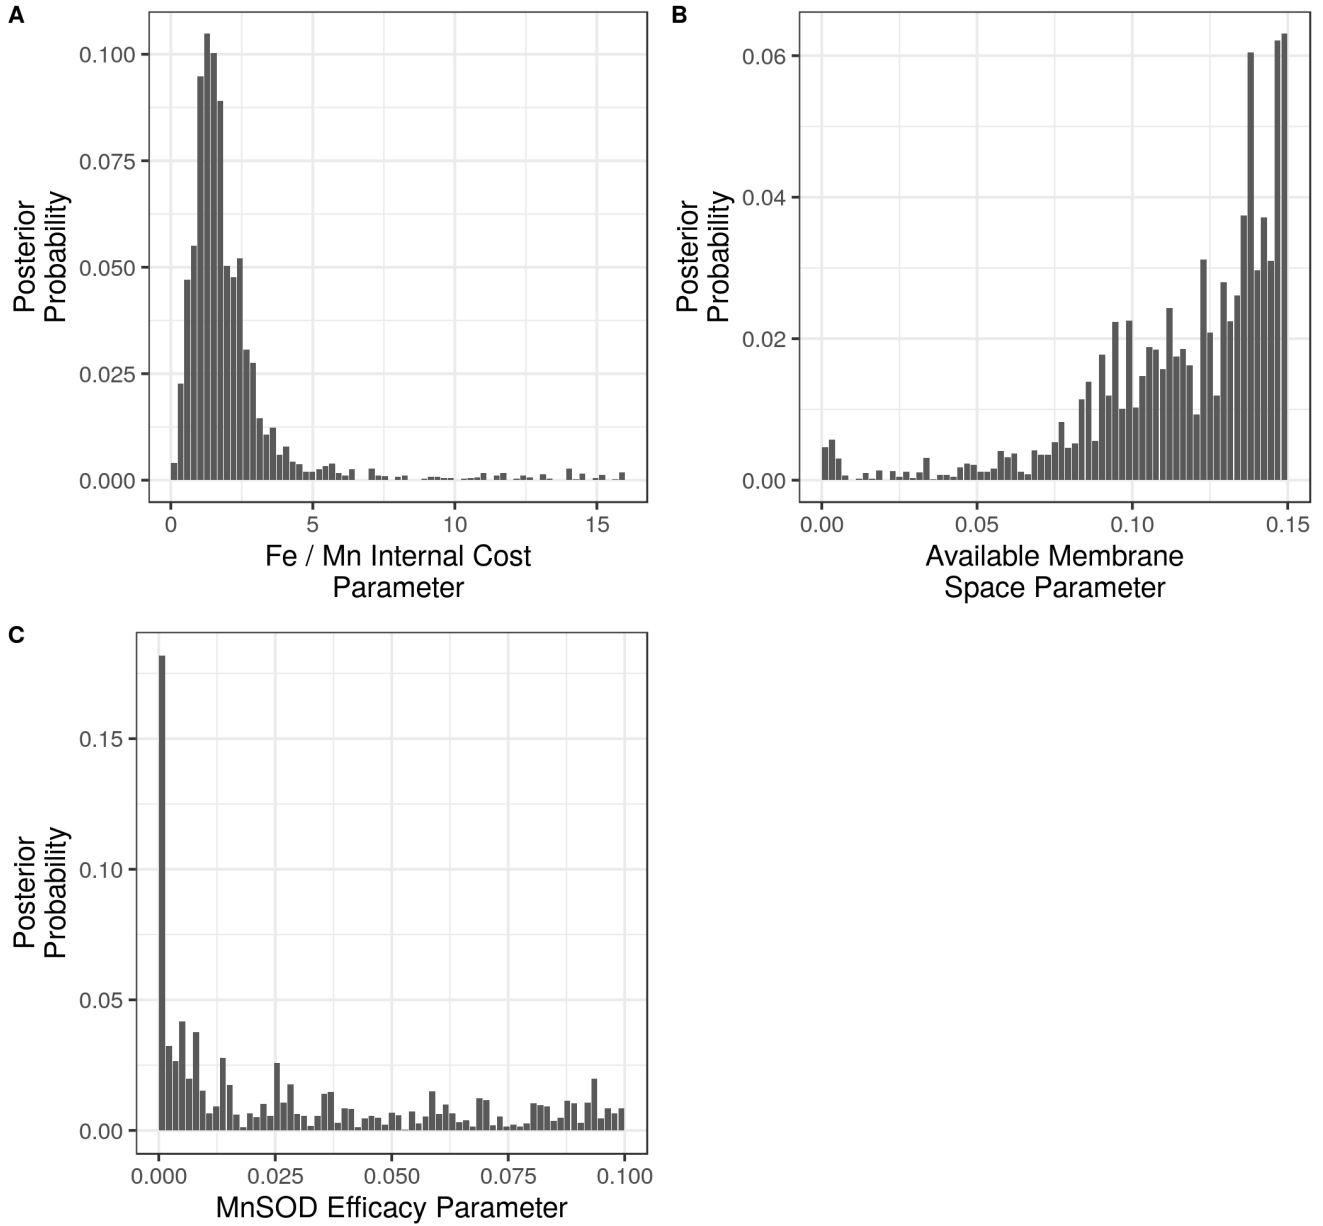 A
Posterior
Probability
0.100
0.075
0.050
0.025
0.000
0
5
10
15
Fe / Mn Internal Cost
Parameter
B
Posterior
Probability
0.06
0.04
0.02
0.00
0.00
0.05
0.10
0.15
Available Membrane
Space Parameter
C
Posterior
Probability
0.15
0.10
0.05
0.00
0.000
0.025
0.050
0.075
0.100
MnSOD Efficacy Parameter